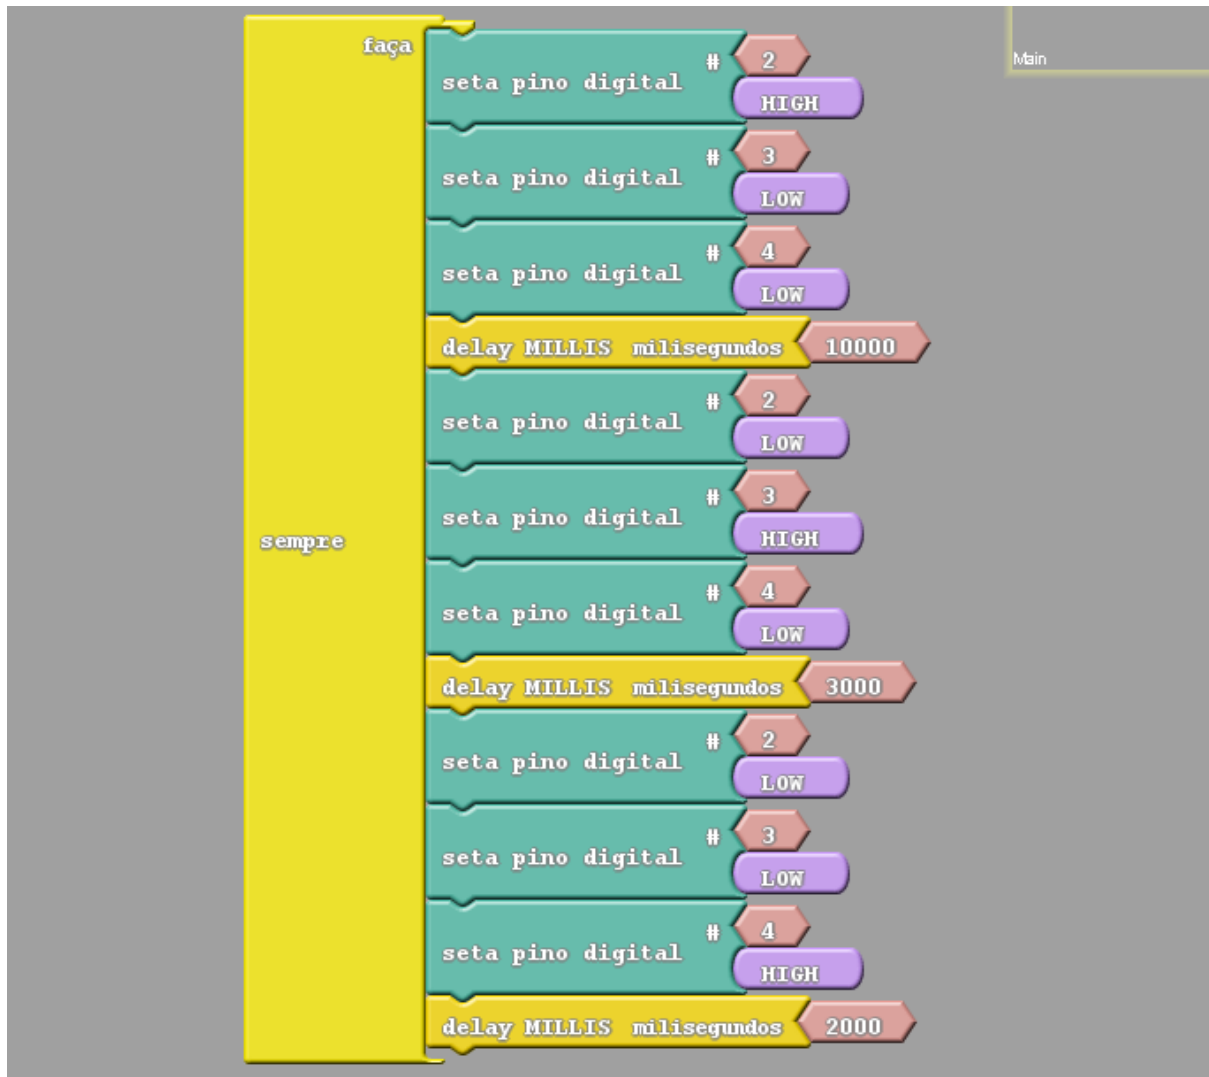 faça
Main
seta pino digital # 2
HIGH
seta pino digital # 3
LOW
seta pino digital # 4
LOW
delay MILLIS milisegundos 10000
seta pino digital # 2
LOW
seta pino digital # 3
HIGH
sempre
seta pino digital # 4
LOW
delay MILLIS milisegundos 3000
seta pino digital # 2
LOW
seta pino digital # 3
LOW
seta pino digital # 4
HIGH
delay MILLIS milisegundos 2000